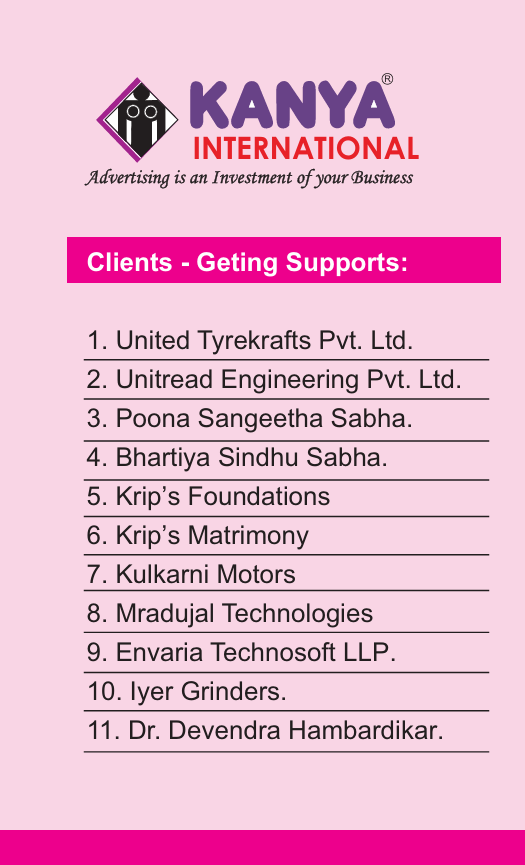 KANYA®
INTERNATIONAL
Advertising is an Investment of your Business
Clients - Geting Supports:
1. United Tyrekrafts Pvt. Ltd.
2. Unitread Engineering Pvt. Ltd.
3. Poona Sangeetha Sabha.
4. Bhartiya Sindhu Sabha.
5. Krip’s Foundations
6. Krip’s Matrimony
7. Kulkarni Motors
8. Mradujal Technologies
9. Envaria Technosoft LLP.
10. Iyer Grinders.
11. Dr. Devendra Hambardikar.